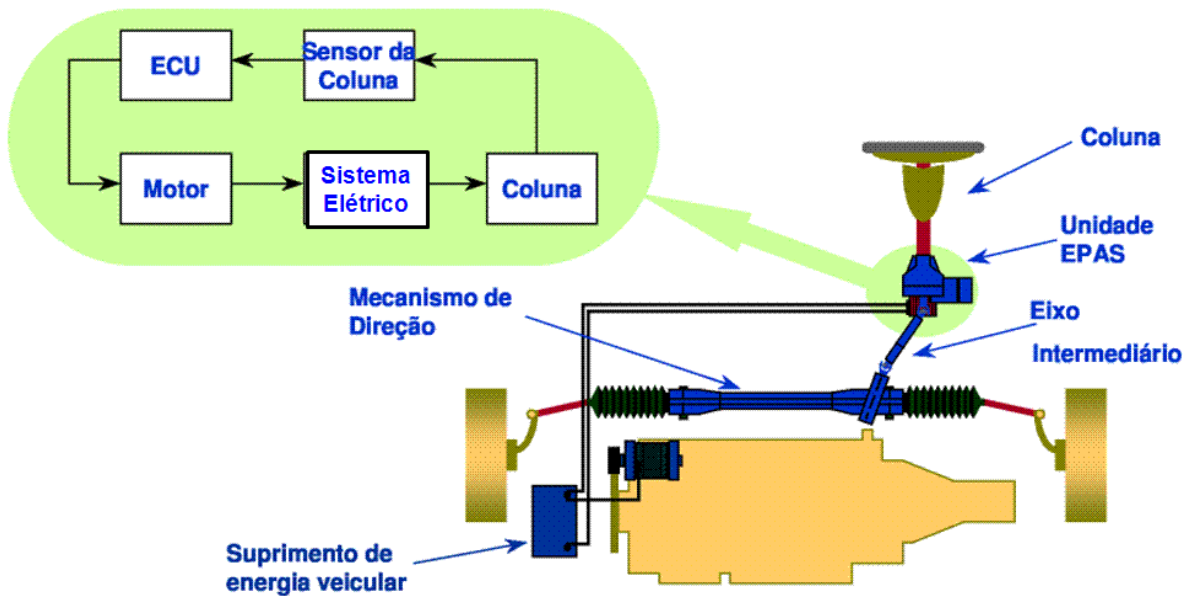 ECU
Sensor da
Coluna
Motor
Sistema
Elétrico
Coluna
Coluna
Unidade
EPAS
Mecanismo de
Direção
Eixo
Intermediário
Suprimento de
energia veicular